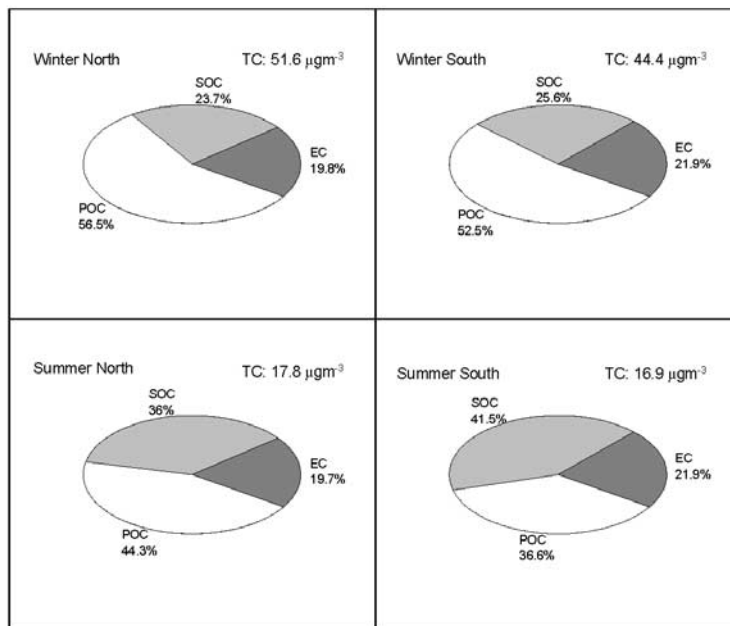 Winter North TC: 51.6 μgm-3
SOC
23.7%
EC
19.8%
POC
56.5%
Winter South TC: 44.4 μgm-3
SOC
25.6%
EC
21.9%
POC
52.5%
Summer North TC: 17.8 μgm-3
SOC
36%
EC
19.7%
POC
44.3%
Summer South TC: 16.9 μgm-3
SOC
41.5%
EC
21.9%
POC
36.6%